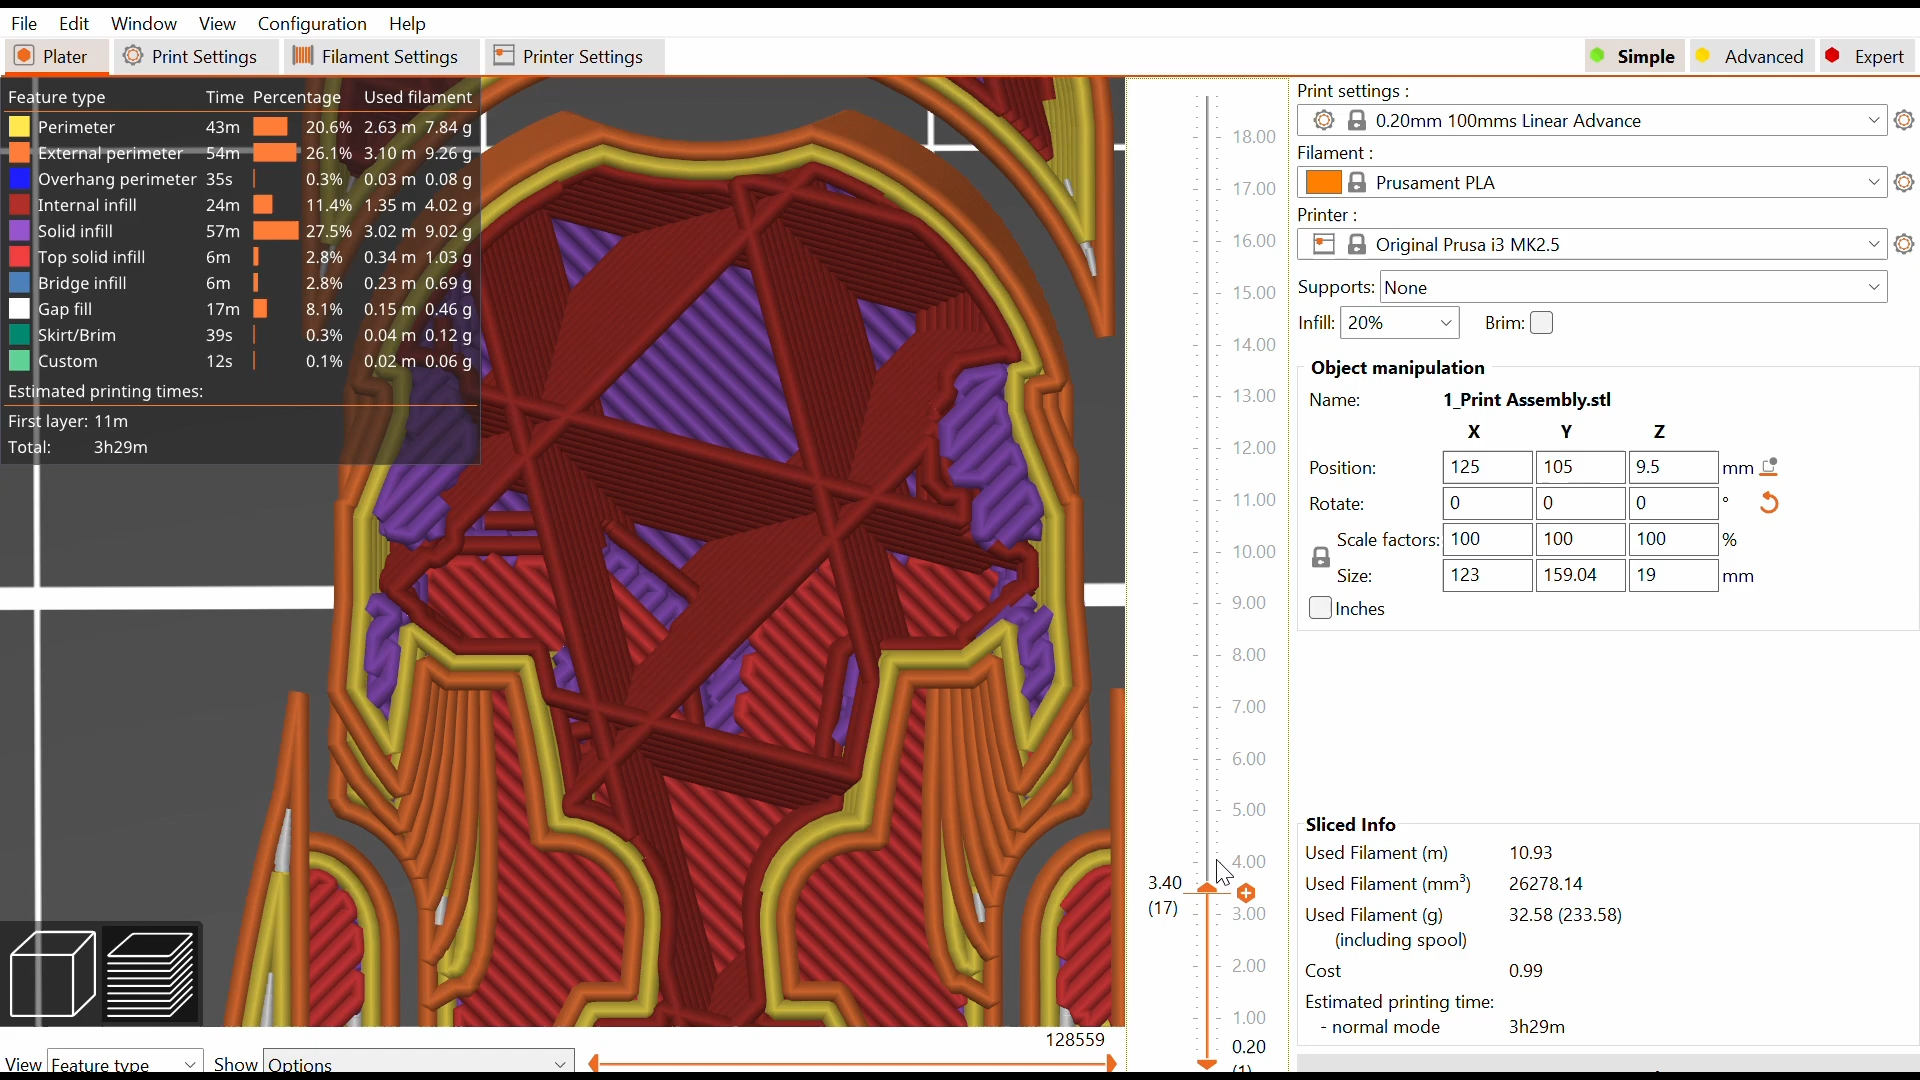 File Edit Window View Configuration Help
Plater Print Settings Filament Settings Printer Settings Simple Advanced Expert
Feature type Time Percentage Used filament
Perimeter 43m 20.6% 2.63 m 7.84 g
External perimeter 54m 26.1% 3.10 m 9.26 g
Overhang perimeter 35s 0.3% 0.03 m 0.08 g
Internal infill 24m 11.4% 1.35 m 4.02 g
Solid infill 57m 27.5% 3.02 m 9.02 g
Top solid infill 6m 2.8% 0.34 m 1.03 g
Bridge infill 6m 2.8% 0.23 m 0.69 g
Gap fill 17m 8.1% 0.15 m 0.46 g
Skirt/Brim 39s 0.3% 0.04 m 0.12 g
Custom 12s 0.1% 0.02 m 0.06 g
Estimated printing times:
First layer: 11m
Total: 3h29m
18.00
17.00
16.00
15.00
14.00
13.00
12.00
11.00
10.00
9.00
8.00
7.00
6.00
5.00
4.00
3.40
(17)
3.00
2.00
1.00
0.20
(1)
Print settings :
0.20mm 100mms Linear Advance
Filament :
Prusament PLA
Printer :
Original Prusa i3 MK2.5
Supports: None
Infill: 20% Brim:
Object manipulation
Name: 1_Print Assembly.stl
X Y Z
Position: 125 105 9.5 mm
Rotate: 0 0 0 °
Scale factors: 100 100 100 %
Size: 123 159.04 19 mm
Inches
Sliced Info
Used Filament (m) 10.93
Used Filament (mm³) 26278.14
Used Filament (g) 32.58 (233.58)
(including spool)
Cost 0.99
Estimated printing time:
- normal mode 3h29m
128559
View Feature type Show Options